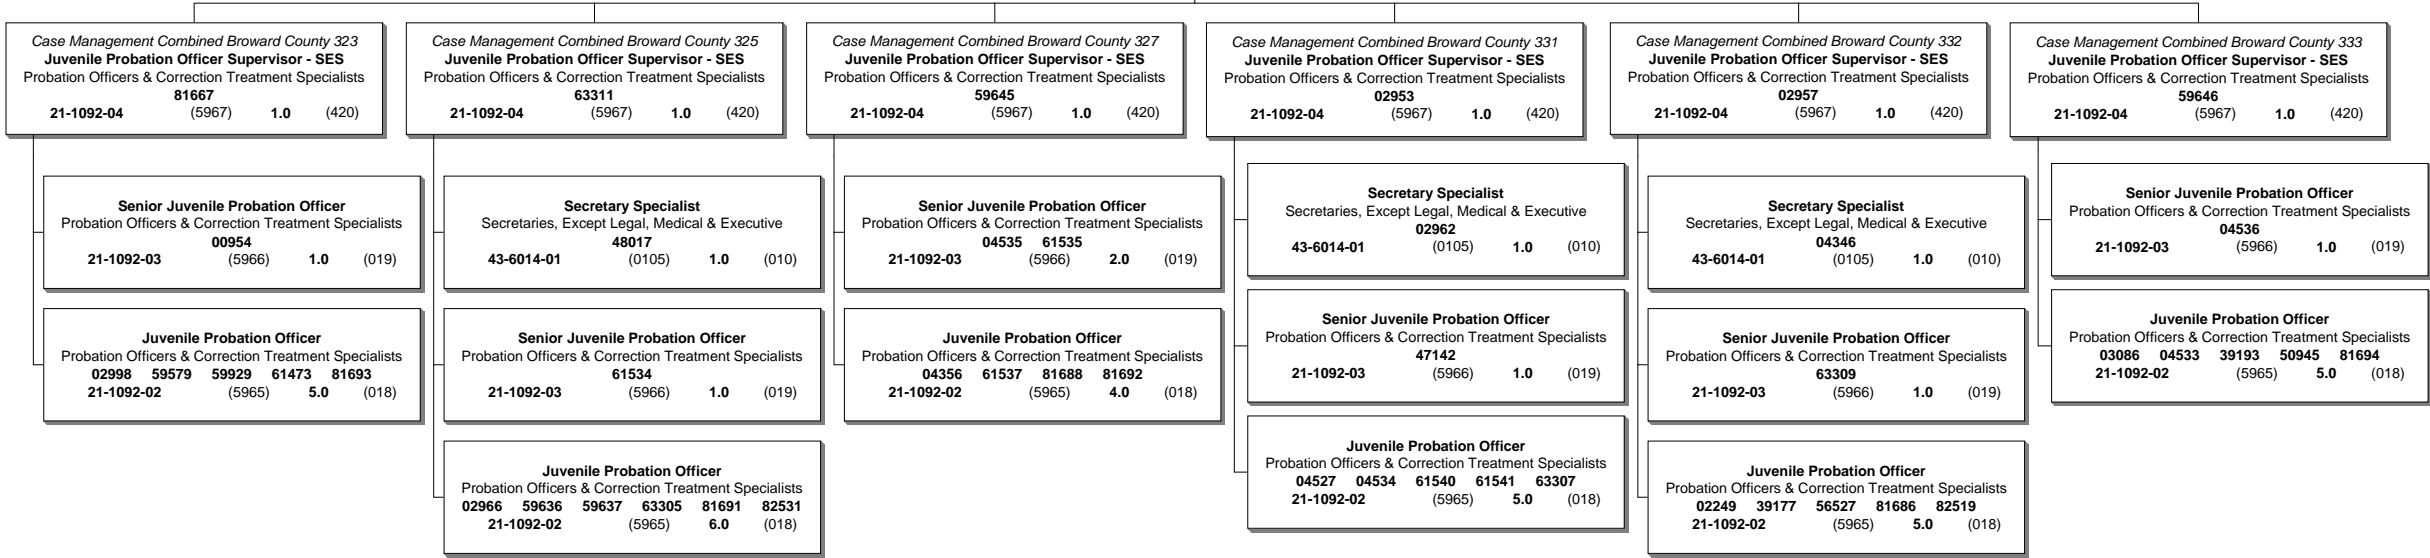 Case Management Combined Broward County 323
Juvenile Probation Officer Supervisor - SES
Probation Officers & Correction Treatment Specialists
81667
21-1092-04 (5967) 1.0 (420)
Senior Juvenile Probation Officer
Probation Officers & Correction Treatment Specialists
00954
21-1092-03 (5966) 1.0 (019)
Juvenile Probation Officer
Probation Officers & Correction Treatment Specialists
02998 59579 59929 61473 81693
21-1092-02 (5965) 5.0 (018)
Case Management Combined Broward County 325
Juvenile Probation Officer Supervisor - SES
Probation Officers & Correction Treatment Specialists
63311
21-1092-04 (5967) 1.0 (420)
Secretary Specialist
Secretaries, Except Legal, Medical & Executive
48017
43-6014-01 (0105) 1.0 (010)
Senior Juvenile Probation Officer
Probation Officers & Correction Treatment Specialists
61534
21-1092-03 (5966) 1.0 (019)
Juvenile Probation Officer
Probation Officers & Correction Treatment Specialists
02966 59636 59637 63305 81691 82531
21-1092-02 (5965) 6.0 (018)
Case Management Combined Broward County 327
Juvenile Probation Officer Supervisor - SES
Probation Officers & Correction Treatment Specialists
59645
21-1092-04 (5967) 1.0 (420)
Senior Juvenile Probation Officer
Probation Officers & Correction Treatment Specialists
04535 61535
21-1092-03 (5966) 2.0 (019)
Juvenile Probation Officer
Probation Officers & Correction Treatment Specialists
04356 61537 81688 81692
21-1092-02 (5965) 4.0 (018)
Case Management Combined Broward County 331
Juvenile Probation Officer Supervisor - SES
Probation Officers & Correction Treatment Specialists
02953
21-1092-04 (5967) 1.0 (420)
Secretary Specialist
Secretaries, Except Legal, Medical & Executive
02962
43-6014-01 (0105) 1.0 (010)
Senior Juvenile Probation Officer
Probation Officers & Correction Treatment Specialists
47142
21-1092-03 (5966) 1.0 (019)
Juvenile Probation Officer
Probation Officers & Correction Treatment Specialists
04527 04534 61540 61541 63307
21-1092-02 (5965) 5.0 (018)
Case Management Combined Broward County 332
Juvenile Probation Officer Supervisor - SES
Probation Officers & Correction Treatment Specialists
02957
21-1092-04 (5967) 1.0 (420)
Secretary Specialist
Secretaries, Except Legal, Medical & Executive
04346
43-6014-01 (0105) 1.0 (010)
Senior Juvenile Probation Officer
Probation Officers & Correction Treatment Specialists
63309
21-1092-03 (5966) 1.0 (019)
Juvenile Probation Officer
Probation Officers & Correction Treatment Specialists
02249 39177 56527 81686 82519
21-1092-02 (5965) 5.0 (018)
Case Management Combined Broward County 333
Juvenile Probation Officer Supervisor - SES
Probation Officers & Correction Treatment Specialists
59646
21-1092-04 (5967) 1.0 (420)
Senior Juvenile Probation Officer
Probation Officers & Correction Treatment Specialists
04536
21-1092-03 (5966) 1.0 (019)
Juvenile Probation Officer
Probation Officers & Correction Treatment Specialists
03086 04533 39193 50945 81694
21-1092-02 (5965) 5.0 (018)